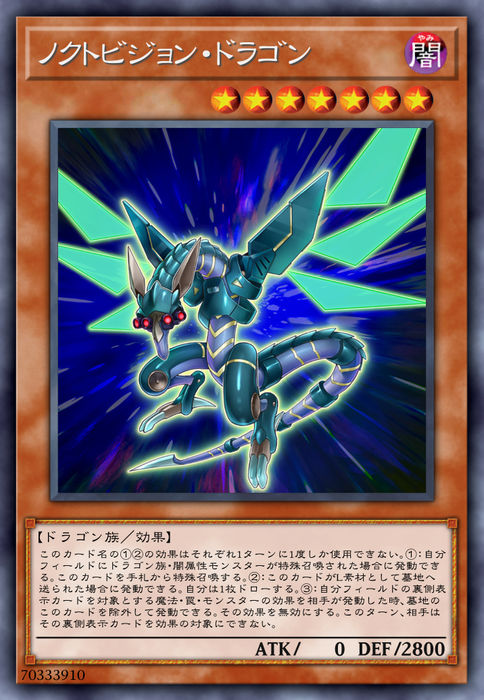 ノクトビジョン・ドラゴン
やみ
闇
【ドラゴン族／効果】
このカード名の①②の効果はそれぞれ1ターンに1度しか使用できない。①：自分
フィールドにドラゴン族・闇属性モンスターが特殊召喚された場合に発動でき
る。このカードを手札から特殊召喚する。②：このカードがL素材として墓地へ
送られた場合に発動できる。自分は1枚ドローする。③：自分フィールドの裏側表
示カードを対象とする魔法・罠・モンスターの効果を相手が発動した時、墓地のこ
のカードを除外して発動できる。その効果を無効にする。このターン、相手は
その裏側表示カードを効果の対象にできない。
ATK/ 0 DEF/2800
70333910